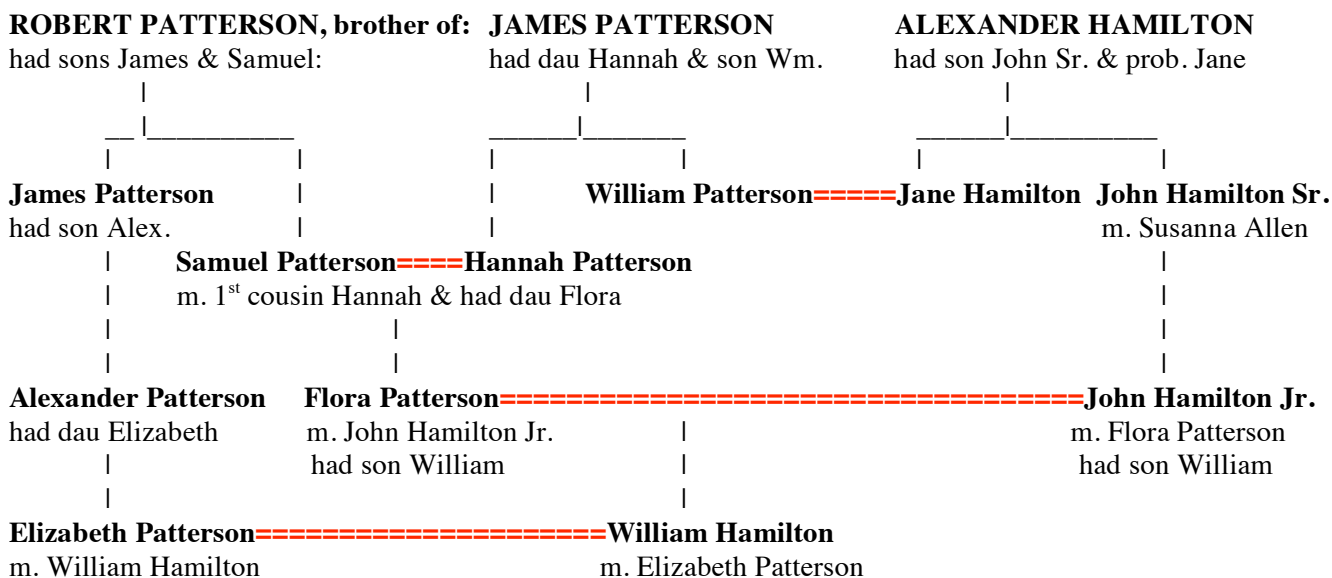 ROBERT PATTERSON, brother of: JAMES PATTERSON ALEXANDER HAMILTON
had sons James & Samuel: had dau Hannah & son Wm. had son John Sr. & prob. Jane
James Patterson William Patterson=====Jane Hamilton John Hamilton Sr.
had son Alex. m. Susanna Allen
Samuel Patterson====Hannah Patterson
m. 1st cousin Hannah & had dau Flora
Alexander Patterson Flora Patterson===================================John Hamilton Jr.
had dau Elizabeth m. John Hamilton Jr. m. Flora Patterson
had son William had son William
Elizabeth Patterson=====================William Hamilton
m. William Hamilton m. Elizabeth Patterson